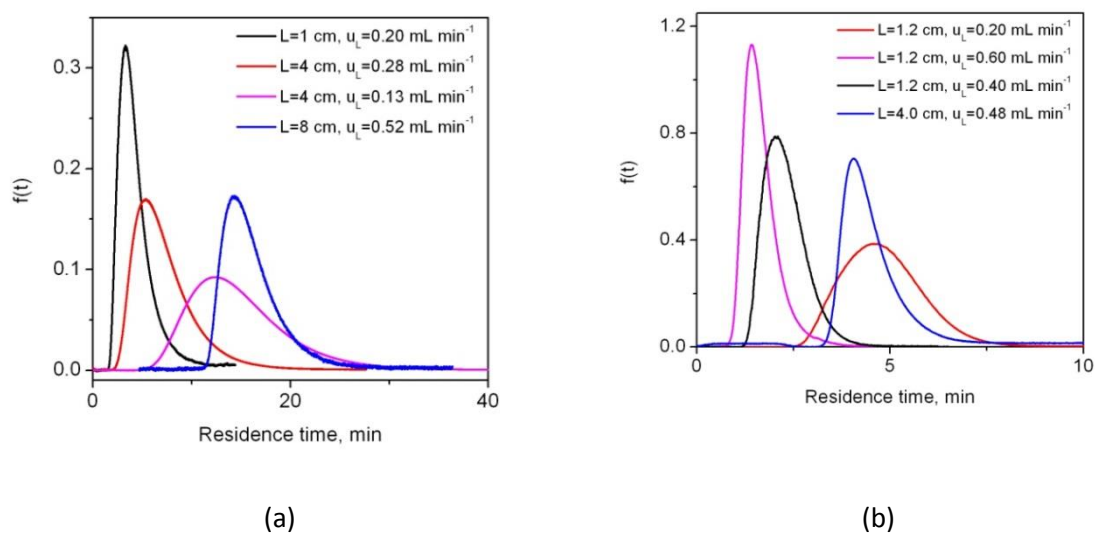 L=1 cm, u_L=0.20 mL min⁻¹
L=4 cm, u_L=0.28 mL min⁻¹
L=4 cm, u_L=0.13 mL min⁻¹
L=8 cm, u_L=0.52 mL min⁻¹
0.3
0.2
0.1
0.0
f(t)
0 20 40
Residence time, min
(a)
L=1.2 cm, u_L=0.20 mL min⁻¹
L=1.2 cm, u_L=0.60 mL min⁻¹
L=1.2 cm, u_L=0.40 mL min⁻¹
L=4.0 cm, u_L=0.48 mL min⁻¹
1.2
0.8
0.4
0.0
f(t)
0 5 10
Residence time, min
(b)